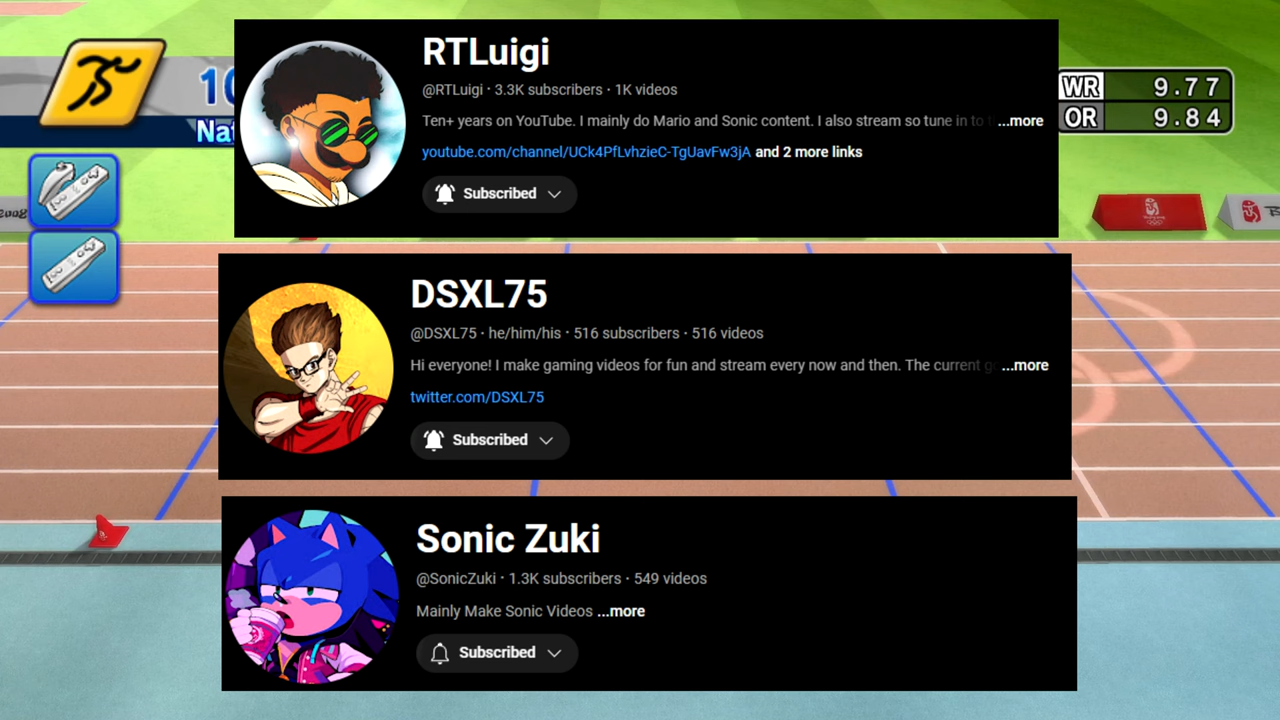 10
Nat
WR 9.77
OR 9.84
RTLuigi
@RTLuigi · 3.3K subscribers · 1K videos
Ten+ years on YouTube. I mainly do Mario and Sonic content. I also stream so tune in to ...more
youtube.com/channel/UCk4PfLvhzieC-TgUavFw3jA and 2 more links
Subscribed
DSXL75
@DSXL75 · he/him/his · 516 subscribers · 516 videos
Hi everyone! I make gaming videos for fun and stream every now and then. The current ...more
twitter.com/DSXL75
Subscribed
Sonic Zuki
@SonicZuki · 1.3K subscribers · 549 videos
Mainly Make Sonic Videos ...more
Subscribed